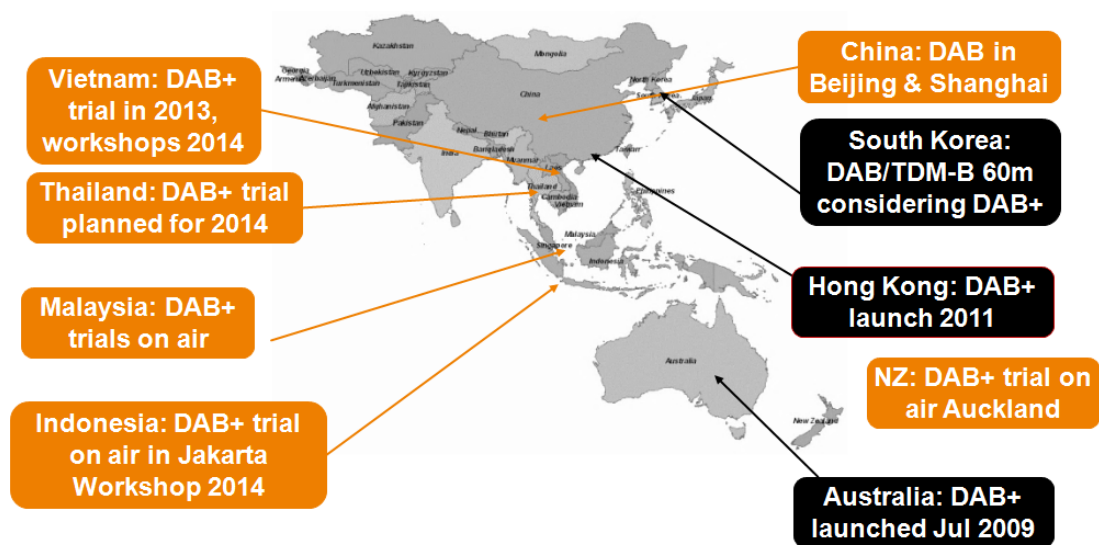 Vietnam: DAB+
trial in 2013,
workshops 2014
Thailand: DAB+ trial
planned for 2014
Malaysia: DAB+
trials on air
Indonesia: DAB+ trial
on air in Jakarta
Workshop 2014
China: DAB in
Beijing & Shanghai
South Korea:
DAB/TDM-B 60m
considering DAB+
Hong Kong: DAB+
launch 2011
NZ: DAB+ trial on
air Auckland
Australia: DAB+
launched Jul 2009
Kazakhstan
Mongolia
Georgia
Uzbekistan
Kyrgyzstan
Turkmenistan
Tajikistan
Afghanistan
Pakistan
China
North Korea
Japan
Nepal
Bhutan
Bangladesh
India
Myanmar
Laos
Taiwan
Thailand
Cambodia
Vietnam
Philippines
Malaysia
Singapore
Indonesia
Australia
New Zealand